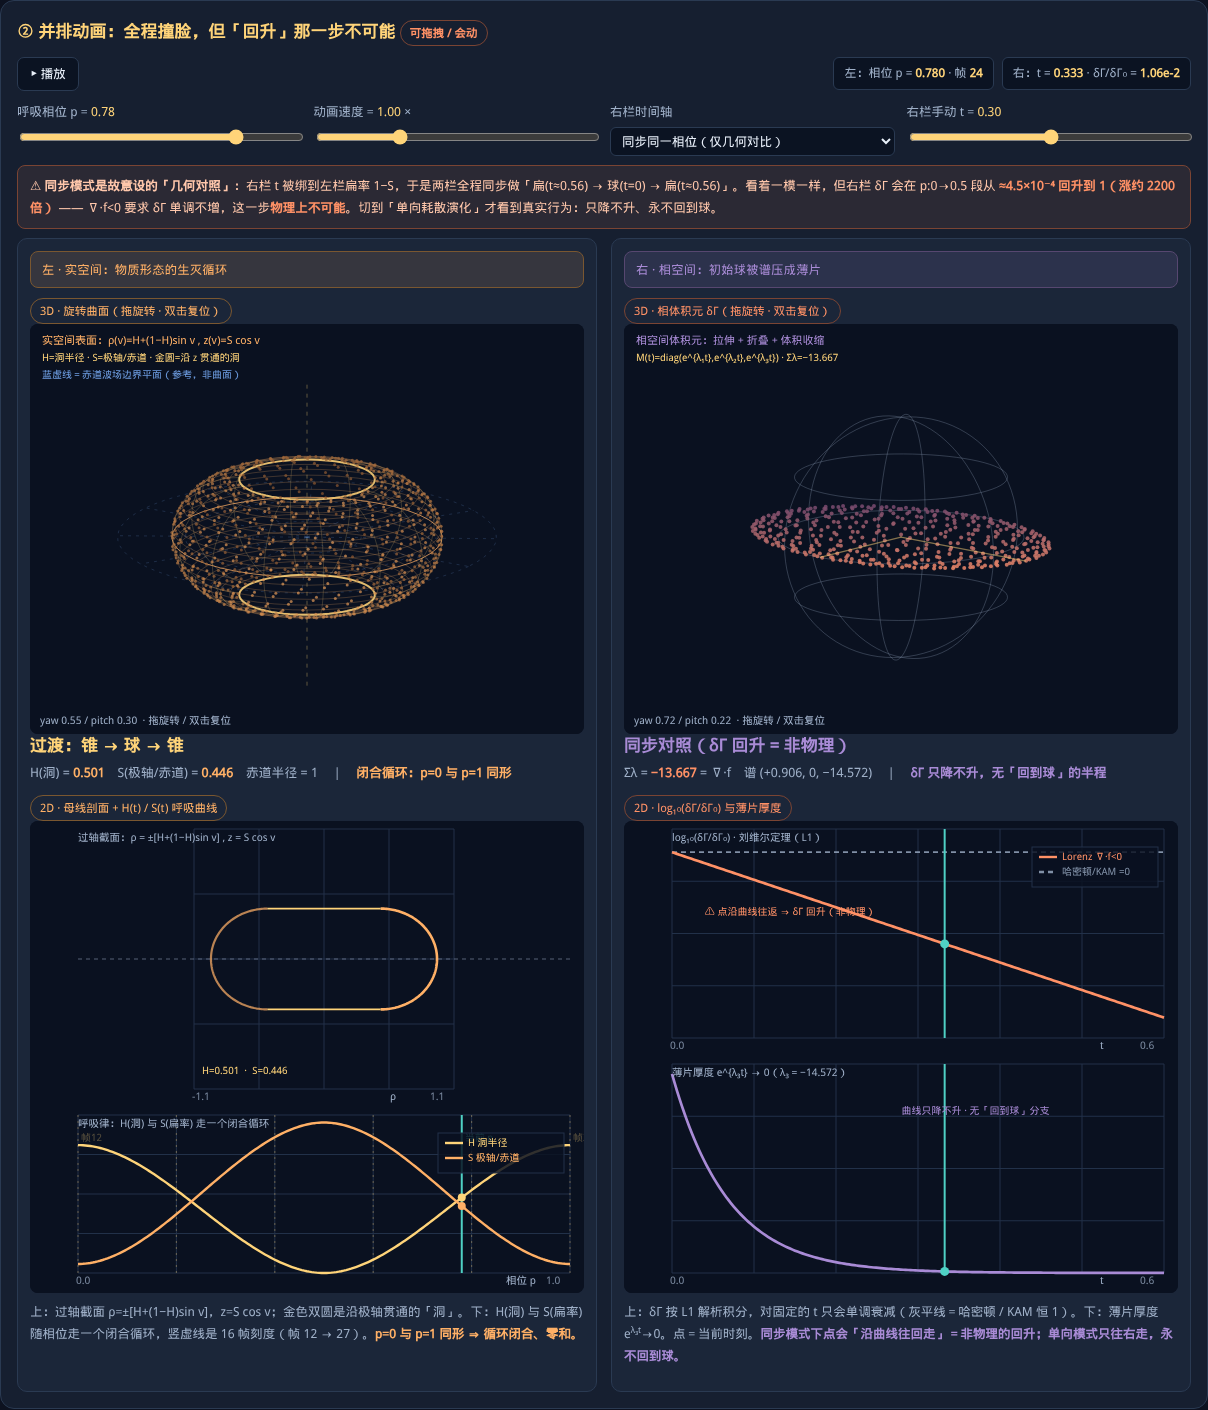 ② 并排动画：全程撞脸，但「回升」那一步不可能 可拖拽 / 会动
▸ 播放
左：相位 p = 0.780 · 帧 24
右：t = 0.333 · δΓ/δΓ₀ = 1.06e-2
呼吸相位 p = 0.78
动画速度 = 1.00 ×
右栏时间轴
右栏手动 t = 0.30
同步同一相位（仅几何对比）
⚠ 同步模式是故意设的「几何对照」：右栏 t 被绑到左栏扁率 1−S，于是两栏全程同步做「扁(t≈0.56) → 球(t=0) → 扁(t≈0.56)」。看着一模一样，但右栏 δΓ 会在 p:0→0.5 段从 ≈4.5×10⁻⁴ 回升到 1（涨约 2200
倍） —— ∇·f<0 要求 δΓ 单调不增，这一步物理上不可能。切到「单向耗散演化」才看到真实行为：只降不升、永不回到球。
左 · 实空间：物质形态的生灭循环
3D · 旋转曲面（拖旋转 · 双击复位）
实空间表面：ρ(v)=H+(1−H)sin v , z(v)=S cos v
H=洞半径 · S=极轴/赤道 · 金圆=沿 z 贯通的洞
蓝虚线 = 赤道波场边界平面（参考，非曲面）
yaw 0.55 / pitch 0.30 · 拖旋转 / 双击复位
过渡：锥 → 球 → 锥
H(洞) = 0.501 S(极轴/赤道) = 0.446 赤道半径 = 1 | 闭合循环：p=0 与 p=1 同形
2D · 母线剖面 + H(t) / S(t) 呼吸曲线
过轴截面：ρ = ±[H+(1−H)sin v] , z = S cos v
H=0.501 · S=0.446
-1.1
ρ
1.1
呼吸律：H(洞) 与 S(扁率) 走一个闭合循环
帧12
帧
H 洞半径
S 极轴/赤道
0.0
相位 p
1.0
上：过轴截面 ρ=±[H+(1−H)sin v]，z=S cos v；金色双圆是沿极轴贯通的「洞」。下：H(洞) 与 S(扁率)
随相位走一个闭合循环，竖虚线是 16 帧刻度（帧 12 → 27）。p=0 与 p=1 同形 ⇒ 循环闭合、零和。
右 · 相空间：初始球被谱压成薄片
3D · 相体积元 δΓ（拖旋转 · 双击复位）
相空间体积元：拉伸 + 折叠 + 体积收缩
M(t)=diag(e^{λ₁t},e^{λ₂t},e^{λ₃t}) · Σλ=−13.667
yaw 0.72 / pitch 0.22 · 拖旋转 / 双击复位
同步对照（δΓ 回升 = 非物理）
Σλ = −13.667 = ∇·f 谱 (+0.906, 0, −14.572) | δΓ 只降不升，无「回到球」的半程
2D · log₁₀(δΓ/δΓ₀) 与薄片厚度
log₁₀(δΓ/δΓ₀) · 刘维尔定理（L1）
Lorenz ∇·f<0
哈密顿/KAM =0
⚠ 点沿曲线往返 → δΓ 回升（非物理）
0.0
t
0.6
薄片厚度 e^{λ₃t} → 0（λ₃ = −14.572）
曲线只降不升 · 无「回到球」分支
0.0
t
0.6
上：δΓ 按 L1 解析积分，对固定的 t 只会单调衰减（灰平线 = 哈密顿 / KAM 恒 1）。下：薄片厚度
e^λ₃t→0。点 = 当前时刻。同步模式下点会「沿曲线往回走」= 非物理的回升；单向模式只往右走，永
不回到球。